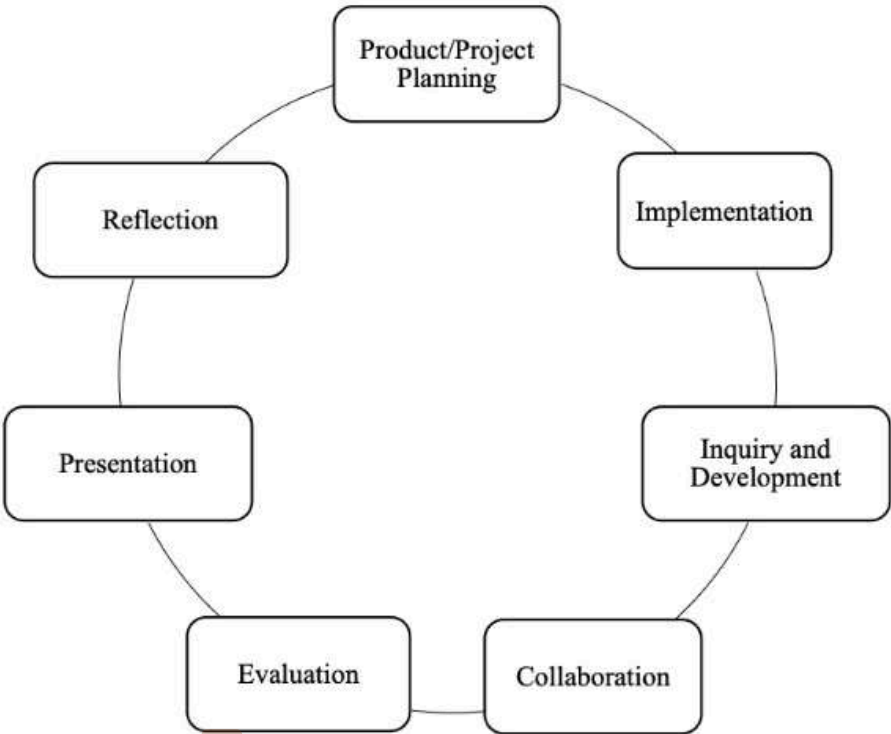 Product/Project
Planning
Implementation
Inquiry and
Development
Collaboration
Evaluation
Presentation
Reflection